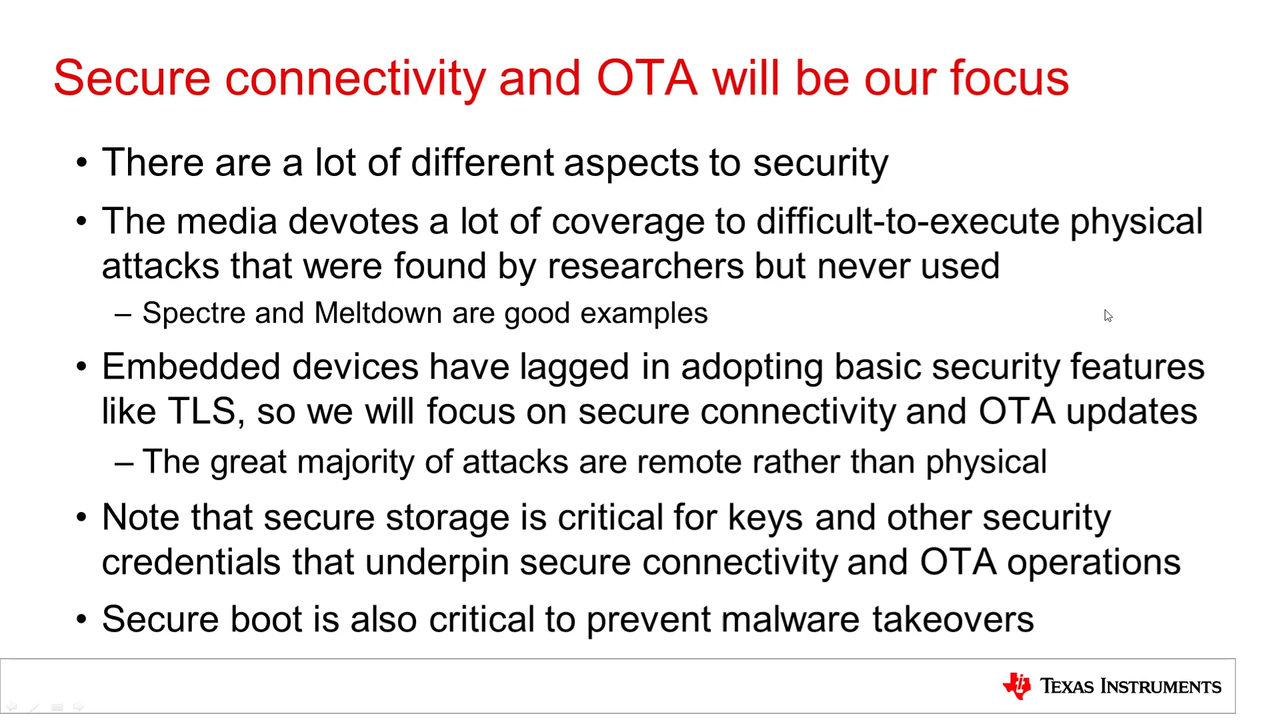 Secure connectivity and OTA will be our focus
• There are a lot of different aspects to security
• The media devotes a lot of coverage to difficult-to-execute physical
attacks that were found by researchers but never used
– Spectre and Meltdown are good examples
• Embedded devices have lagged in adopting basic security features
like TLS, so we will focus on secure connectivity and OTA updates
– The great majority of attacks are remote rather than physical
• Note that secure storage is critical for keys and other security
credentials that underpin secure connectivity and OTA operations
• Secure boot is also critical to prevent malware takeovers
TEXAS INSTRUMENTS